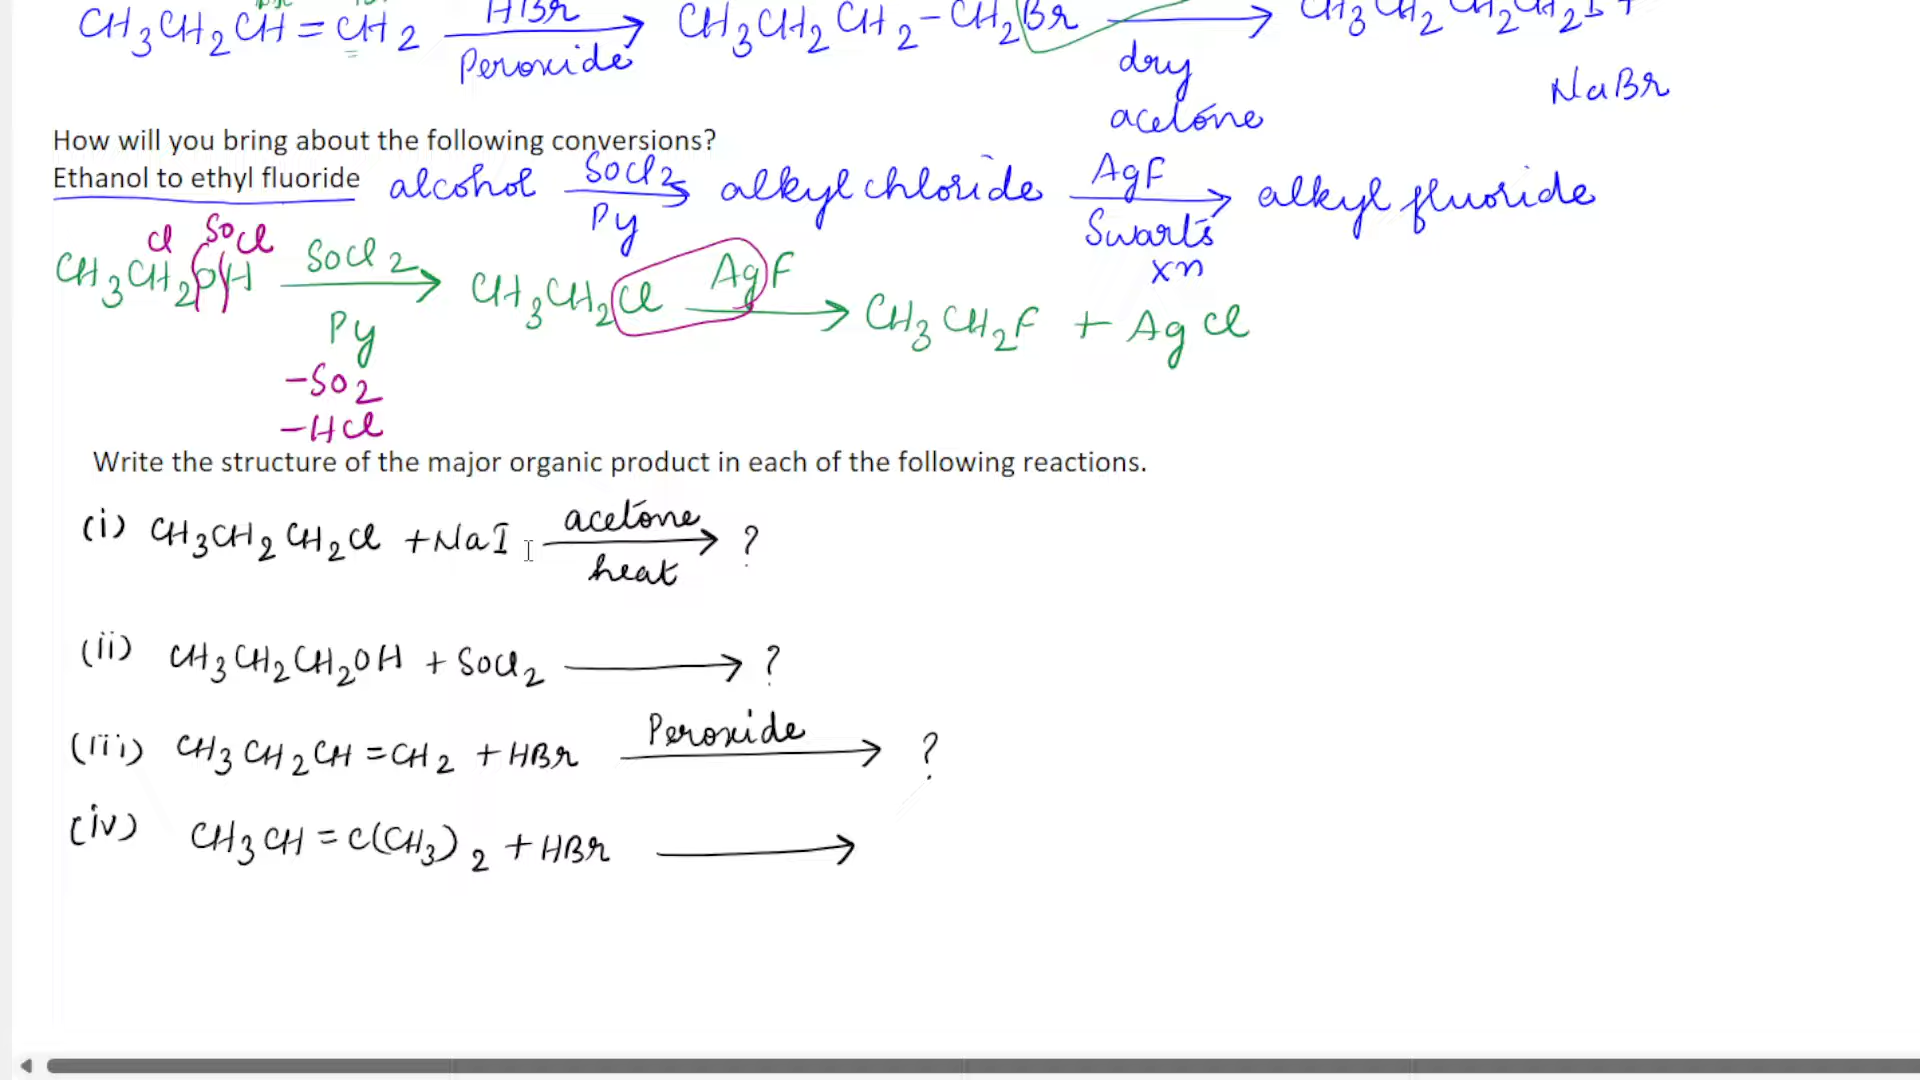 CH3CH2CH=CH2 HBr Peroxide CH3CH2CH2-CH2Br dry acetone CH3CH2CH2CH2I +
NaBr
How will you bring about the following conversions?
Ethanol to ethyl fluoride alcohol SOCl2 Py alkyl chloride AgF Swarts xn alkyl fluoride
Cl SOCl
CH3CH2OH SOCl2 Py CH3CH2Cl AgF CH3CH2F + AgCl
-SO2
-HCl
Write the structure of the major organic product in each of the following reactions.
(i) CH3CH2CH2Cl + NaI acetone heat ?
(ii) CH3CH2CH2OH + SOCl2 ?
(iii) CH3CH2CH=CH2 + HBr Peroxide ?
(iv) CH3CH=C(CH3)2 + HBr